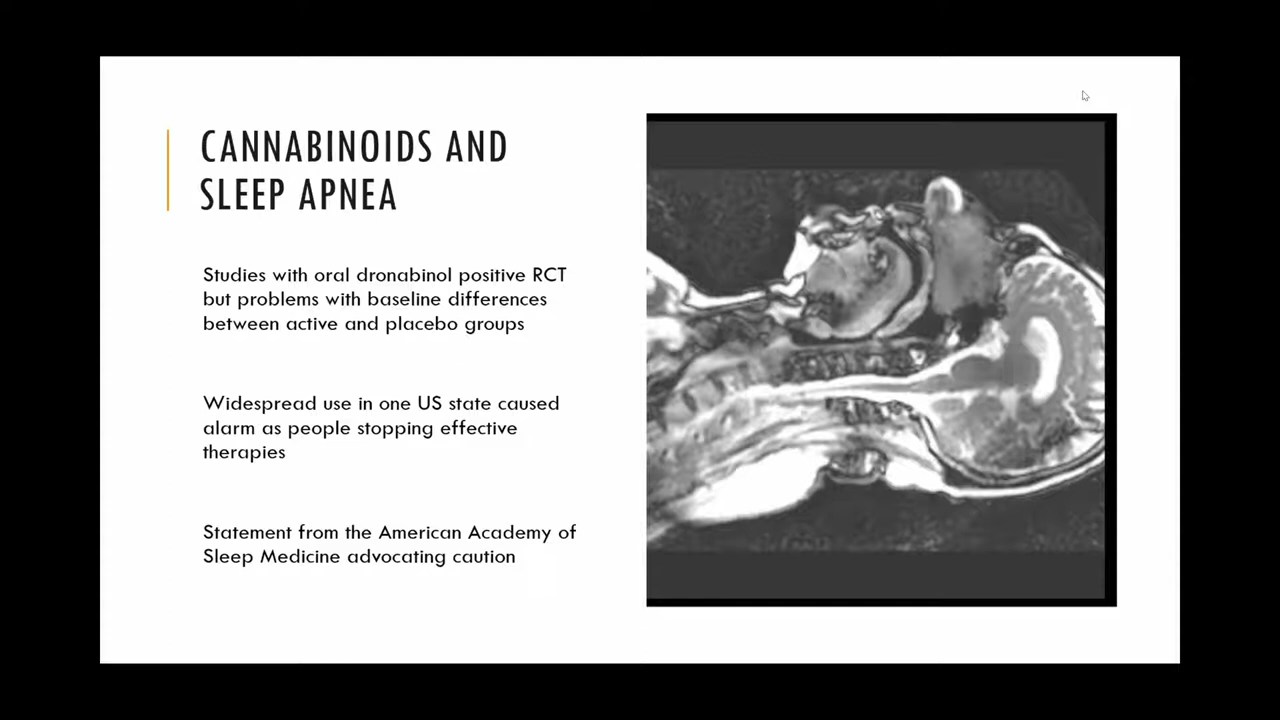 CANNABINOIDS AND
SLEEP APNEA
Studies with oral dronabinol positive RCT
but problems with baseline differences
between active and placebo groups
Widespread use in one US state caused
alarm as people stopping effective
therapies
Statement from the American Academy of
Sleep Medicine advocating caution